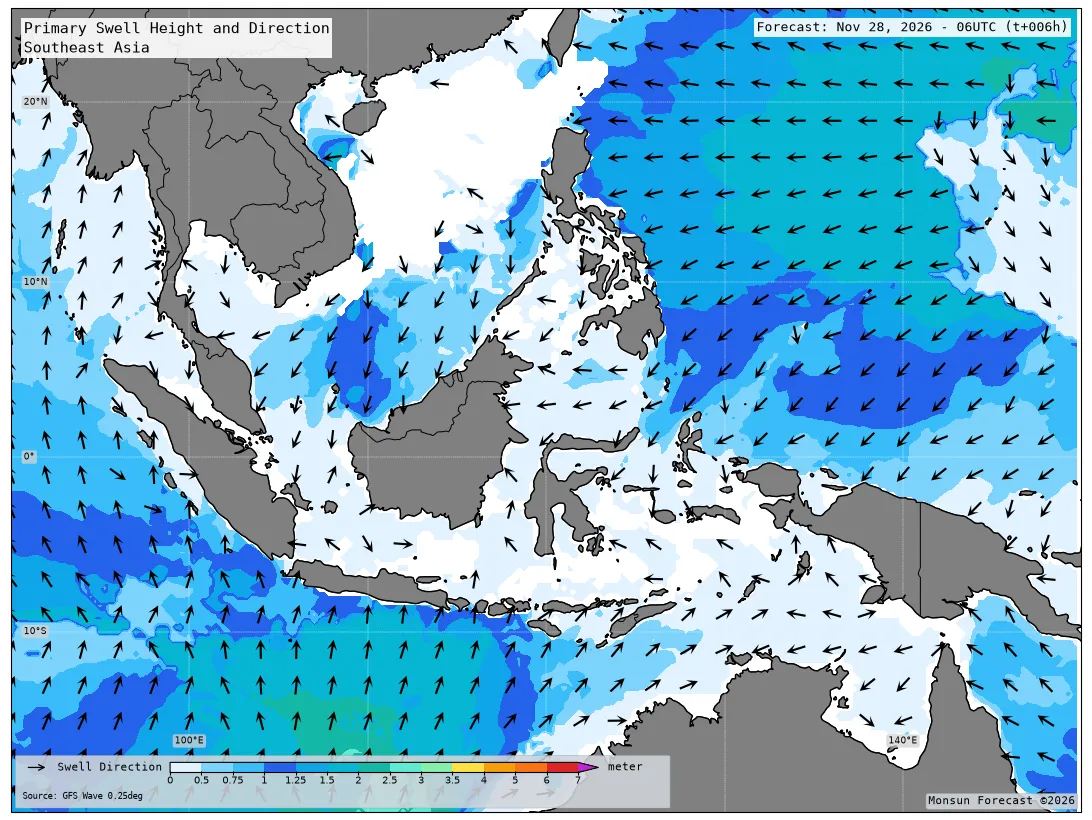 Primary Swell Height and Direction
Southeast Asia
Forecast: Nov 28, 2026 - 06UTC (t+006h)
20°N
10°N
0°
10°S
100°E
140°E
Swell Direction
meter
0 0.5 0.75 1 1.25 1.5 2 2.5 3 3.5 4 5 6 7
Source: GFS Wave 0.25deg
Monsun Forecast ©2026